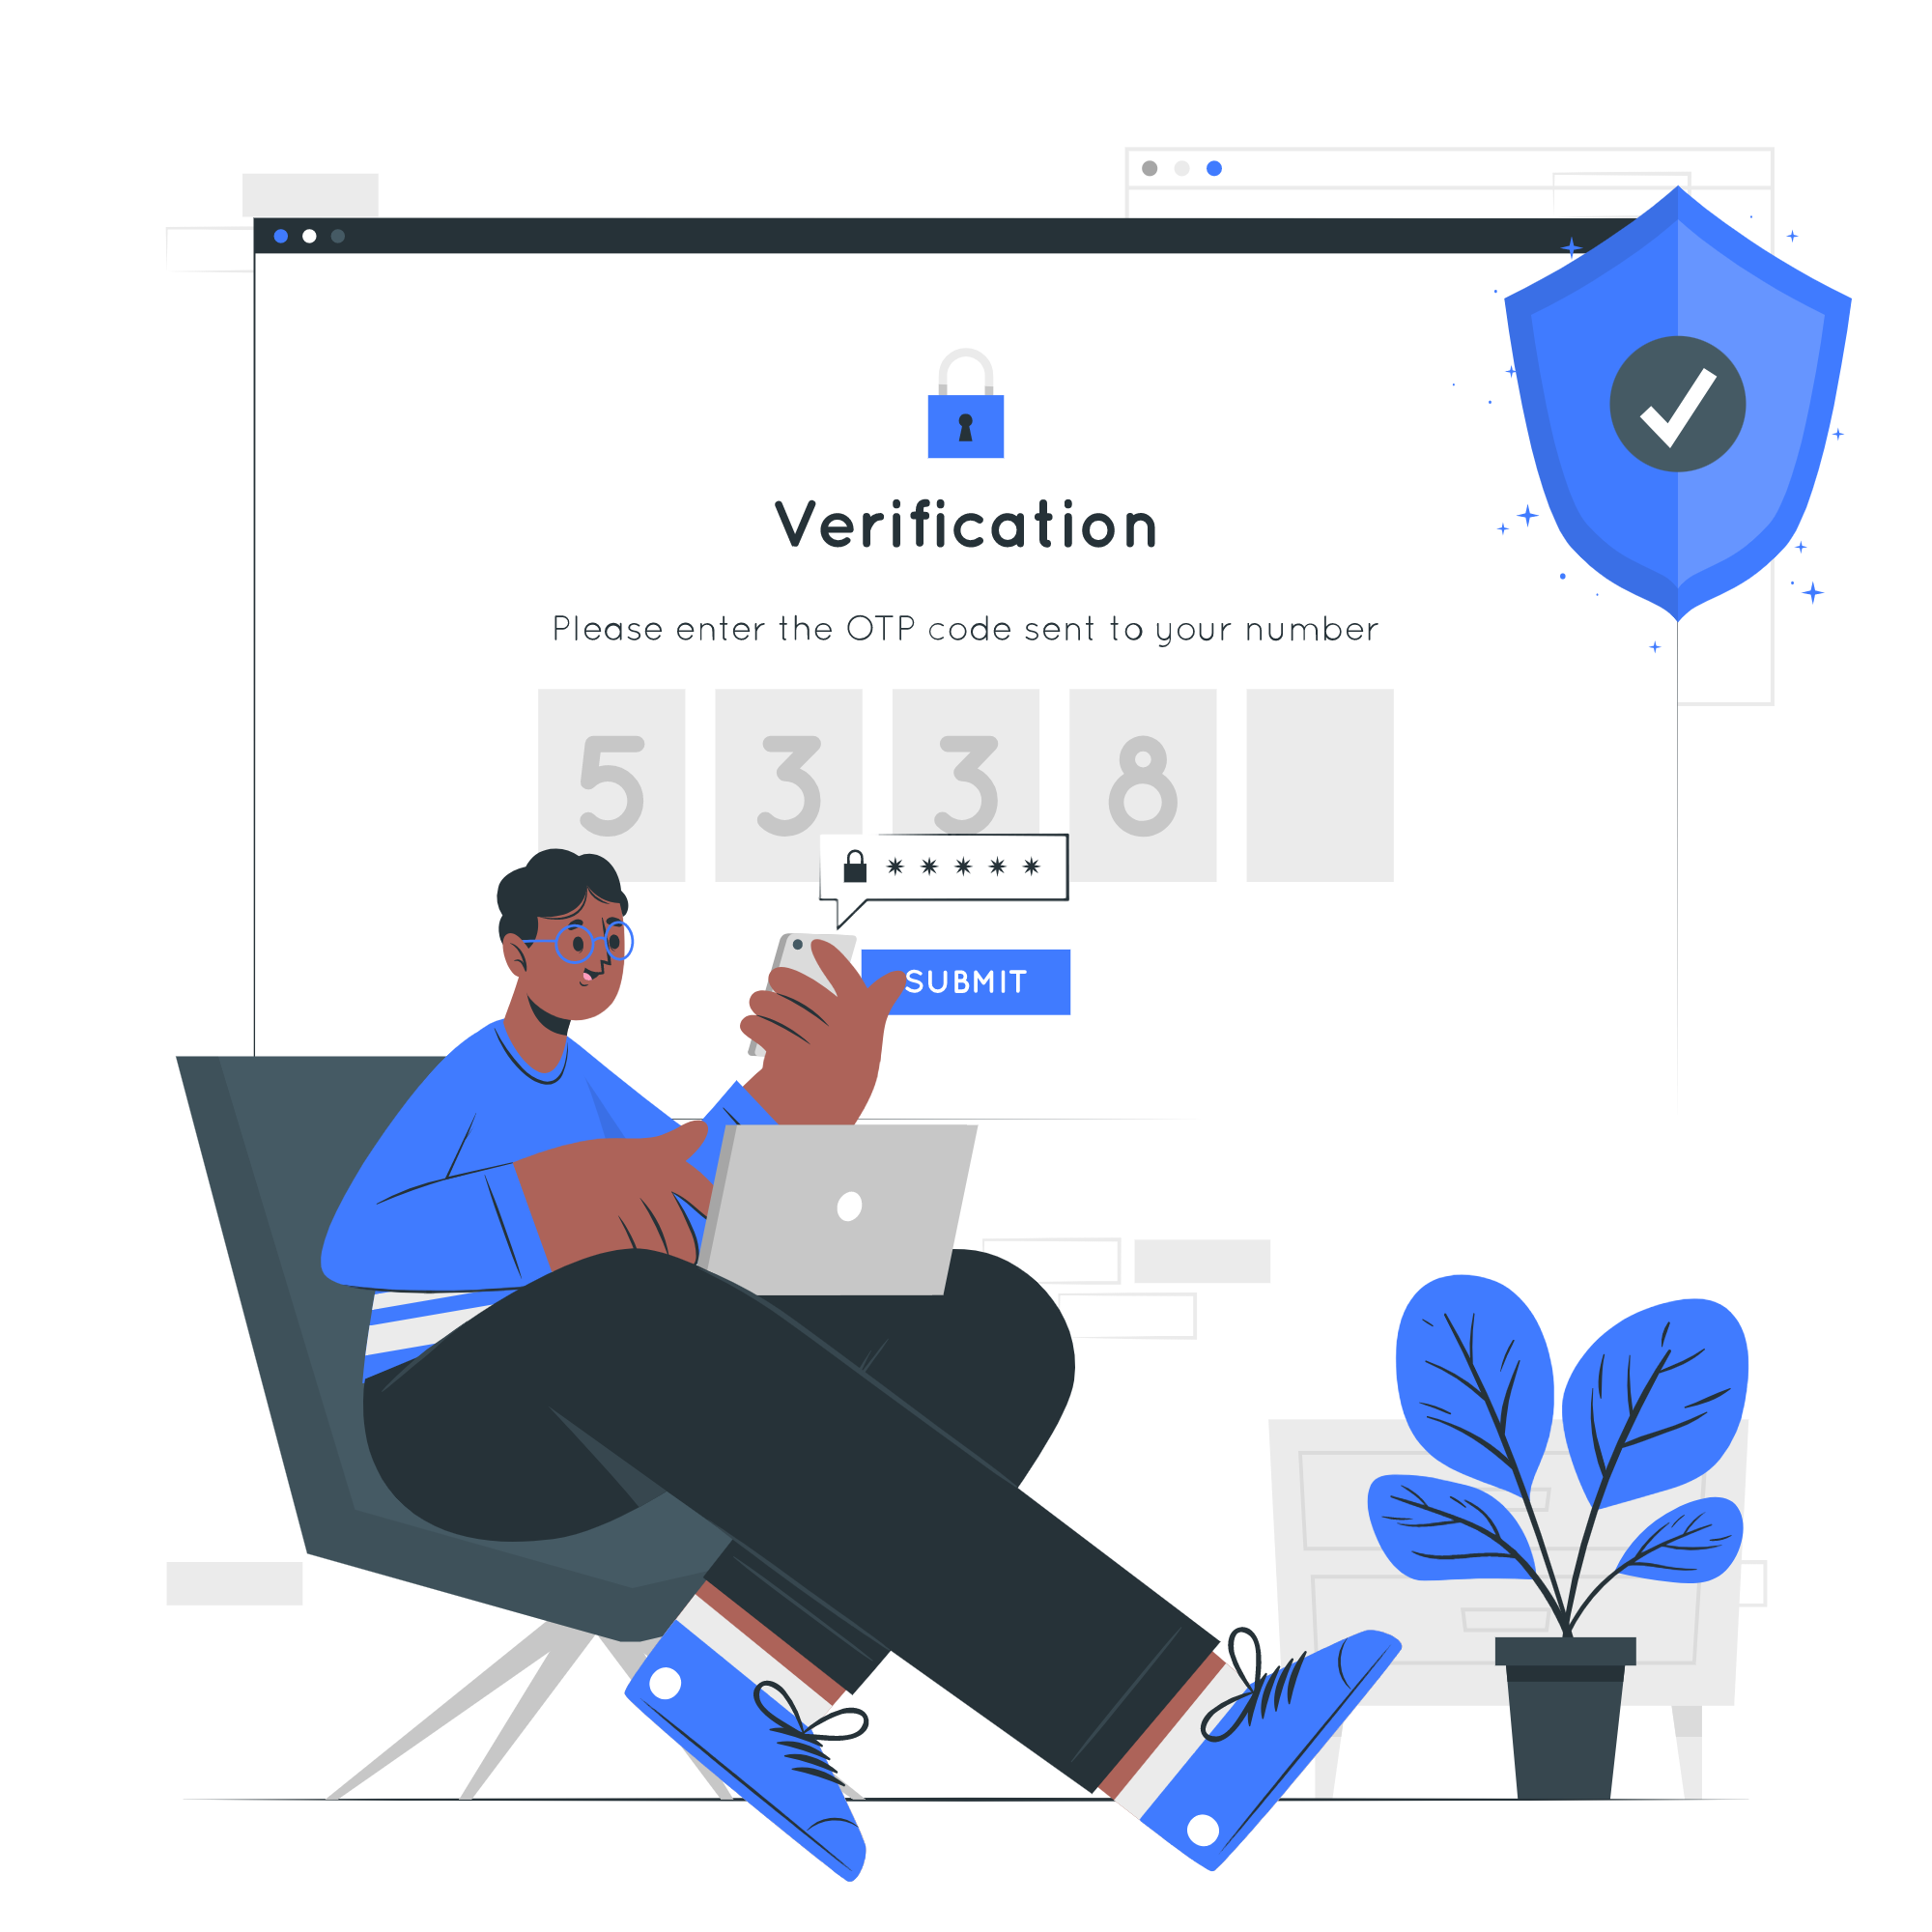 Verification
Please enter the OTP code sent to your number
5 3 3 8
* * * * *
SUBMIT